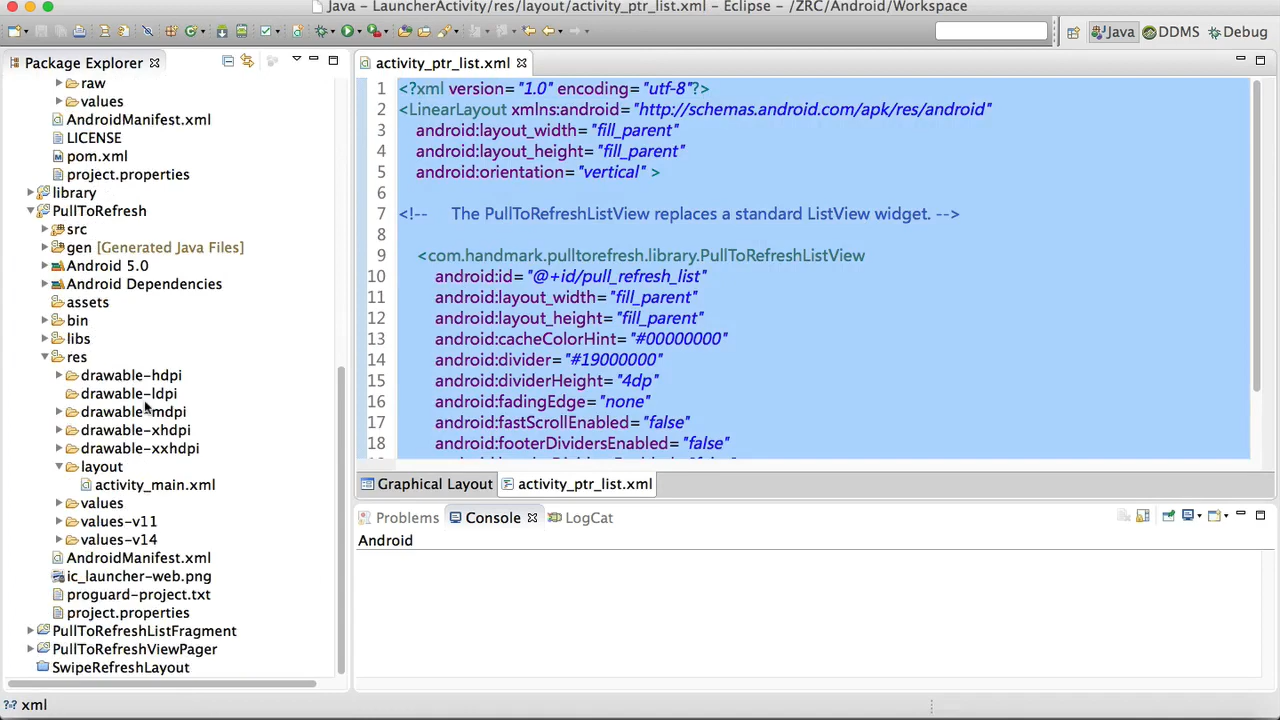 Java - LauncherActivity/res/layout/activity_ptr_list.xml - Eclipse - /ZRC/Android/Workspace
Java
DDMS
Debug
Package Explorer
raw
values
AndroidManifest.xml
LICENSE
pom.xml
project.properties
library
PullToRefresh
src
gen [Generated Java Files]
Android 5.0
Android Dependencies
assets
bin
libs
res
drawable-hdpi
drawable-ldpi
drawable-mdpi
drawable-xhdpi
drawable-xxhdpi
layout
activity_main.xml
values
values-v11
values-v14
AndroidManifest.xml
ic_launcher-web.png
proguard-project.txt
project.properties
PullToRefreshListFragment
PullToRefreshViewPager
SwipeRefreshLayout
activity_ptr_list.xml
1 <?xml version="1.0" encoding="utf-8"?>
2 <LinearLayout xmlns:android="http://schemas.android.com/apk/res/android"
3 android:layout_width="fill_parent"
4 android:layout_height="fill_parent"
5 android:orientation="vertical" >
6
7 <!-- The PullToRefreshListView replaces a standard ListView widget. -->
8
9 <com.handmark.pulltorefresh.library.PullToRefreshListView
10 android:id="@+id/pull_refresh_list"
11 android:layout_width="fill_parent"
12 android:layout_height="fill_parent"
13 android:cacheColorHint="#00000000"
14 android:divider="#19000000"
15 android:dividerHeight="4dp"
16 android:fadingEdge="none"
17 android:fastScrollEnabled="false"
18 android:footerDividersEnabled="false"
Graphical Layout
activity_ptr_list.xml
Problems
Console
LogCat
Android
xml